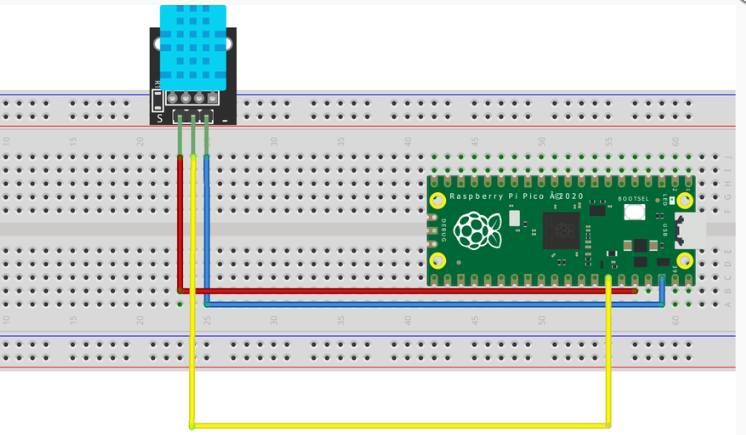 R1
S -
10 15 20 30 35 40 45 50 55 60
J
I
H
G
F
Raspberry Pi Pico Â©2020
BOOTSEL
LED
USB
DEBUG
E
D
C
B
A
10 15 20 25 30 35 40 45 50 55 60